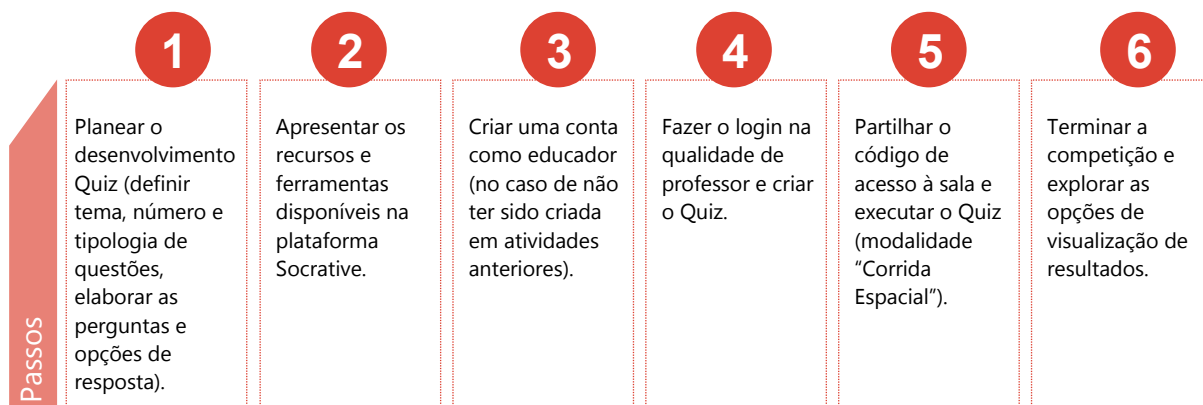 1
Planear o
desenvolvimento
Quiz (definir
tema, número e
tipologia de
questões,
elaborar as
perguntas e
opções de
resposta).
2
Apresentar os
recursos e
ferramentas
disponíveis na
plataforma
Socrative.
3
Criar uma conta
como educador
(no caso de não
ter sido criada
em atividades
anteriores).
4
Fazer o login na
qualidade de
professor e criar
o Quiz.
5
Partilhar o
código de
acesso à sala e
executar o Quiz
(modalidade
“Corrida
Espacial”).
6
Terminar a
competição e
explorar as
opções de
visualização de
resultados.
Passos